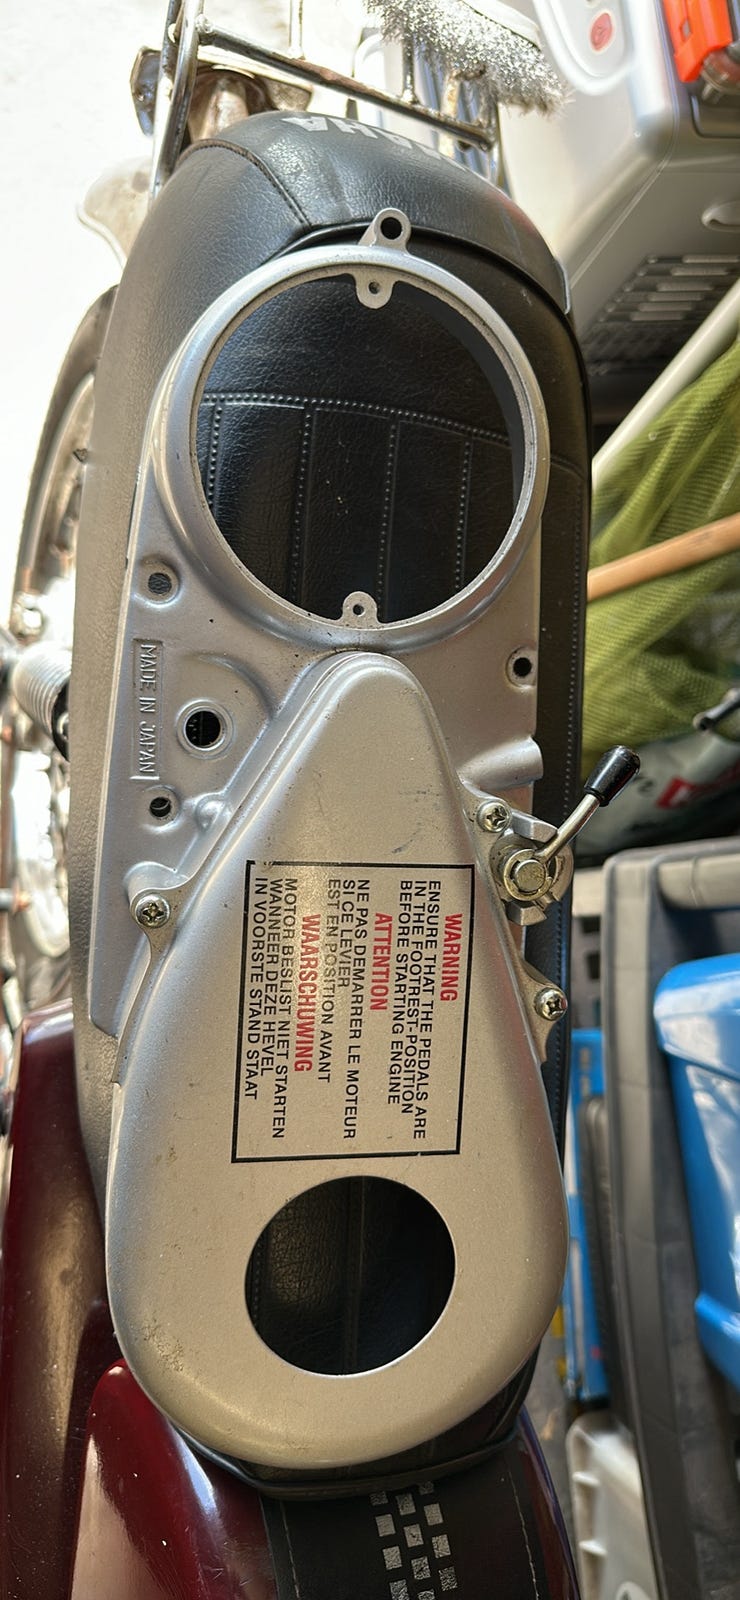 YAMAHA
MADE IN JAPAN
WARNING
ENSURE THAT THE PEDALS ARE
IN THE FOOTREST-POSITION
BEFORE STARTING ENGINE
ATTENTION
NE PAS DEMARRER LE MOTEUR
SI CE LEVIER
EST EN POSITION AVANT
WAARSCHUWING
MOTOR BESLIST NIET STARTEN
WANNEER DEZE HEVEL
IN VOORSTE STAND STAAT